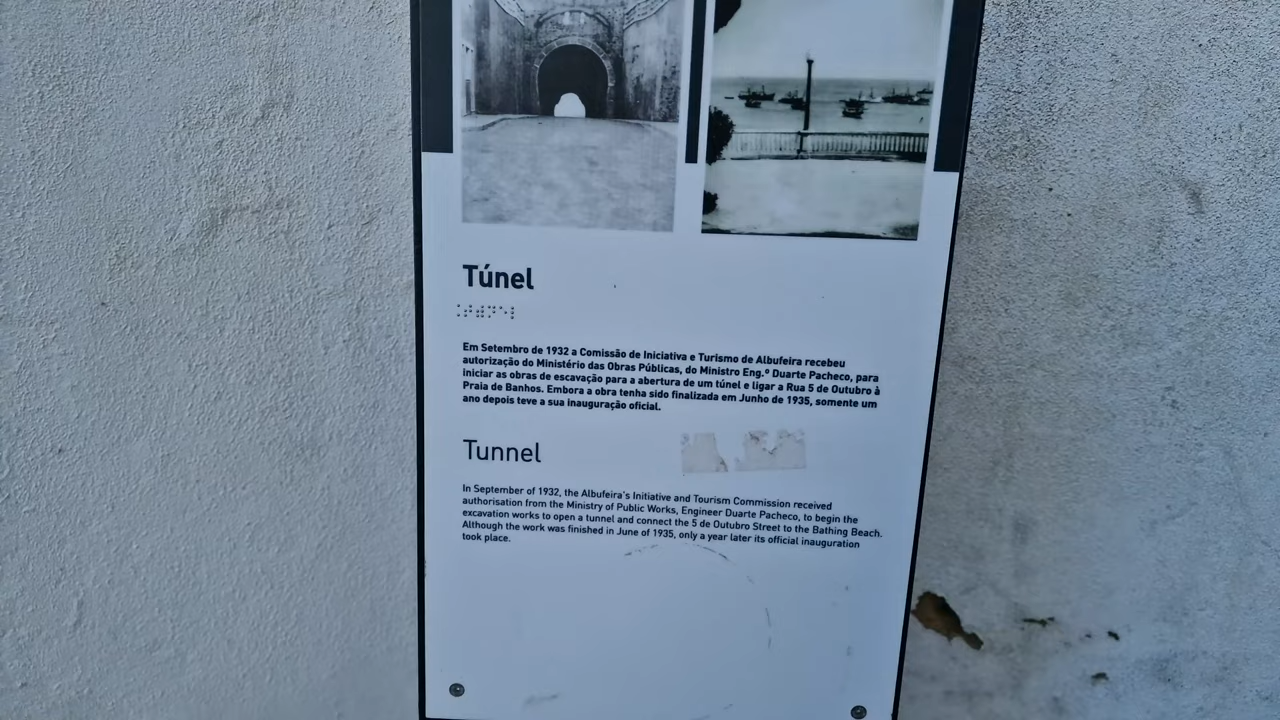 Túnel
Em Setembro de 1932 a Comissão de Iniciativa e Turismo de Albufeira recebeu
autorização do Ministério das Obras Públicas, do Ministro Eng.º Duarte Pacheco, para
iniciar as obras de escavação para a abertura de um túnel e ligar a Rua 5 de Outubro à
Praia de Banhos. Embora a obra tenha sido finalizada em Junho de 1935, somente um
ano depois teve a sua inauguração oficial.
Tunnel
In September of 1932, the Albufeira's Initiative and Tourism Commission received
authorisation from the Ministry of Public Works, Engineer Duarte Pacheco, to begin the
excavation works to open a tunnel and connect the 5 de Outubro Street to the Bathing Beach.
Although the work was finished in June of 1935, only a year later its official inauguration
took place.